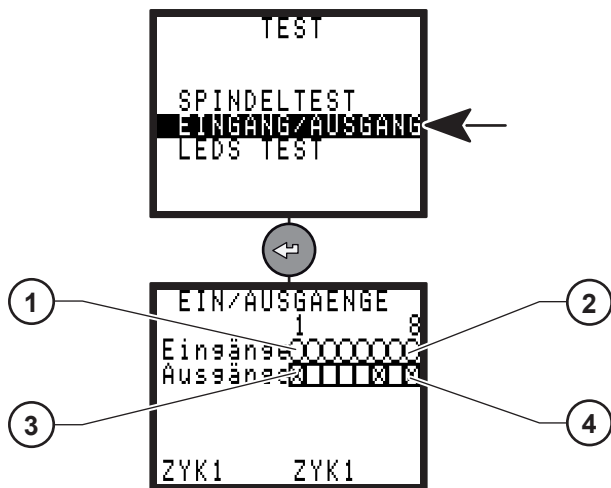 TEST
SPINDELTEST
EINGANG/AUSGANG
LEDS TEST
EIN/AUSGAENGE
1 8
Eingänge
Ausgänge
ZYK1 ZYK1
1
2
3
4